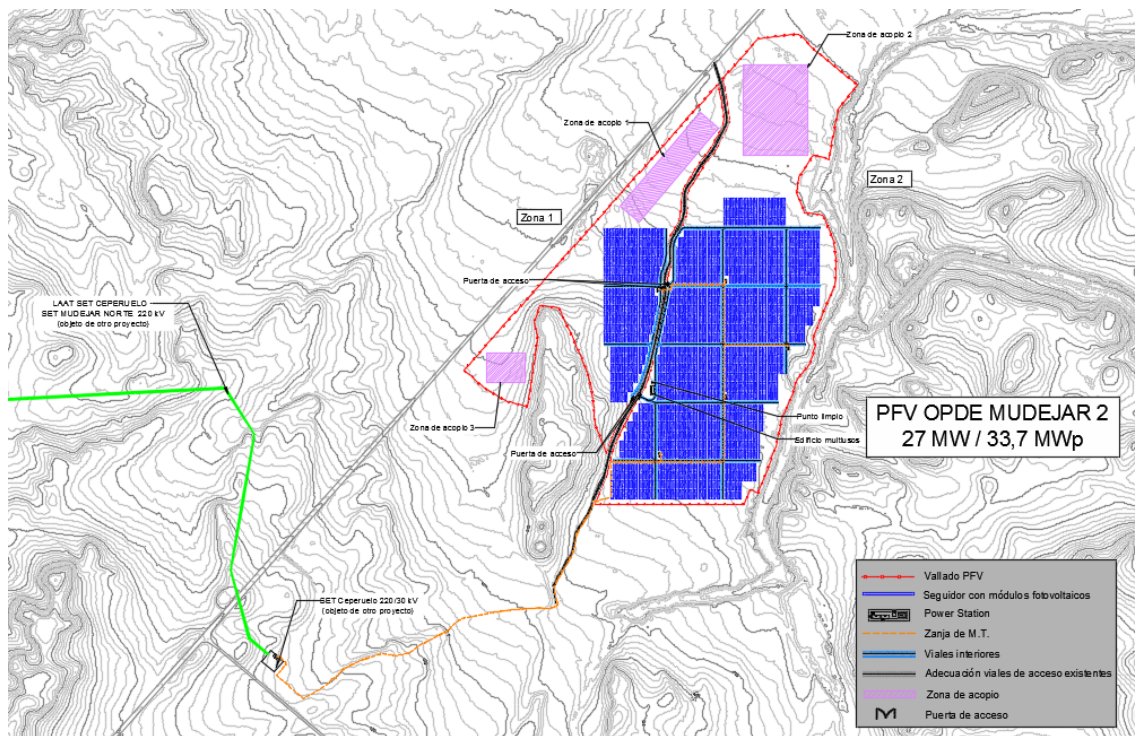 Zona de acopio 2
Zona de acopio 1
Zona 2
Zona 1
Puerta de acceso
LAAT SET CEPERUELO
SET MUDEJAR NORTE 220 kV
(objeto de otro proyecto)
Zona de acopio 3
Punto limpio
Edificio multiusos
Puerta de acceso
PFV OPDE MUDEJAR 2
27 MW / 33,7 MWp
SET Ceperuelo 220/30 kV
(objeto de otro proyecto)
Vallado PFV
Seguidor con módulos fotovoltaicos
Power Station
Zanja de M.T.
Viales interiores
Adecuación viales de acceso existentes
Zona de acopio
Puerta de acceso